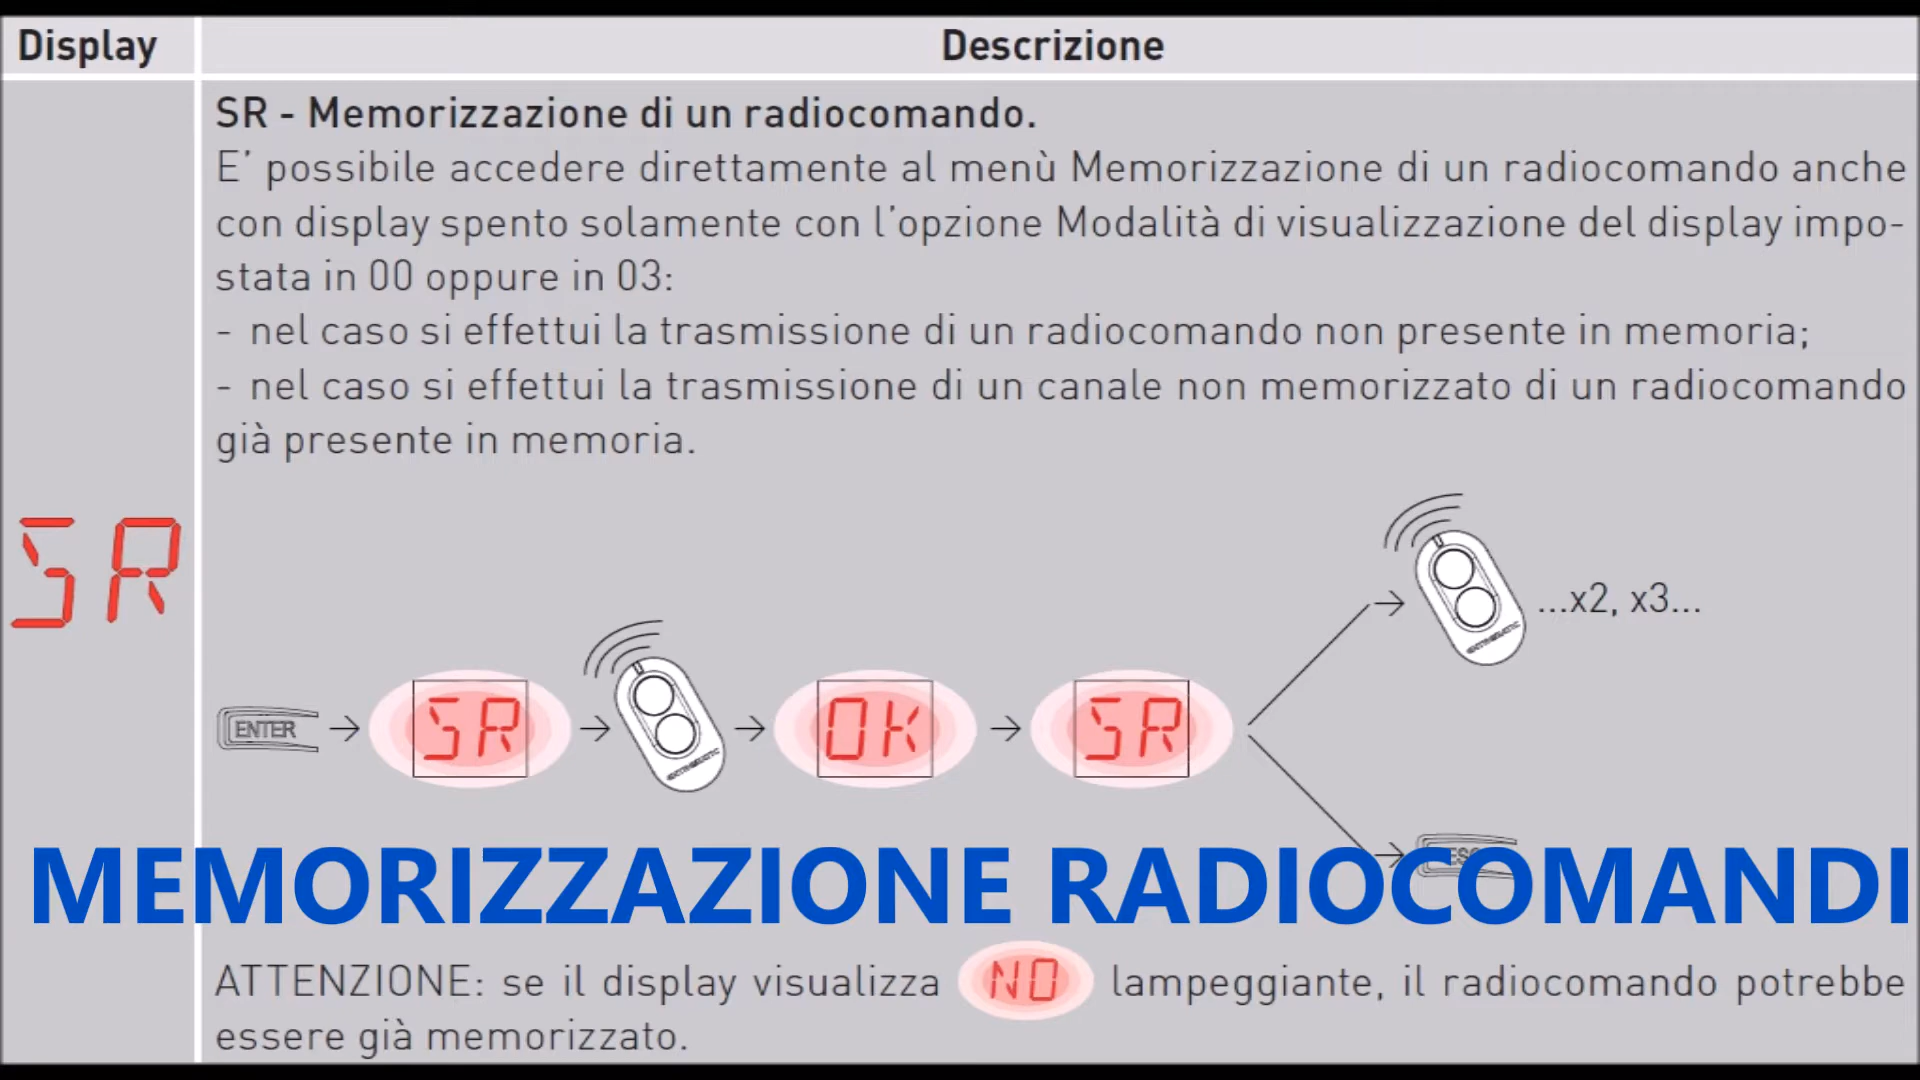 Display
Descrizione
SR - Memorizzazione di un radiocomando.
E' possibile accedere direttamente al menù Memorizzazione di un radiocomando anche
con display spento solamente con l'opzione Modalità di visualizzazione del display impo-
stata in 00 oppure in 03:
- nel caso si effettui la trasmissione di un radiocomando non presente in memoria;
- nel caso si effettui la trasmissione di un canale non memorizzato di un radiocomando
già presente in memoria.
SR
...x2, x3...
ENTER SR OK SR
ESC
MEMORIZZAZIONE RADIOCOMANDI
ATTENZIONE: se il display visualizza NO lampeggiante, il radiocomando potrebbe
essere già memorizzato.